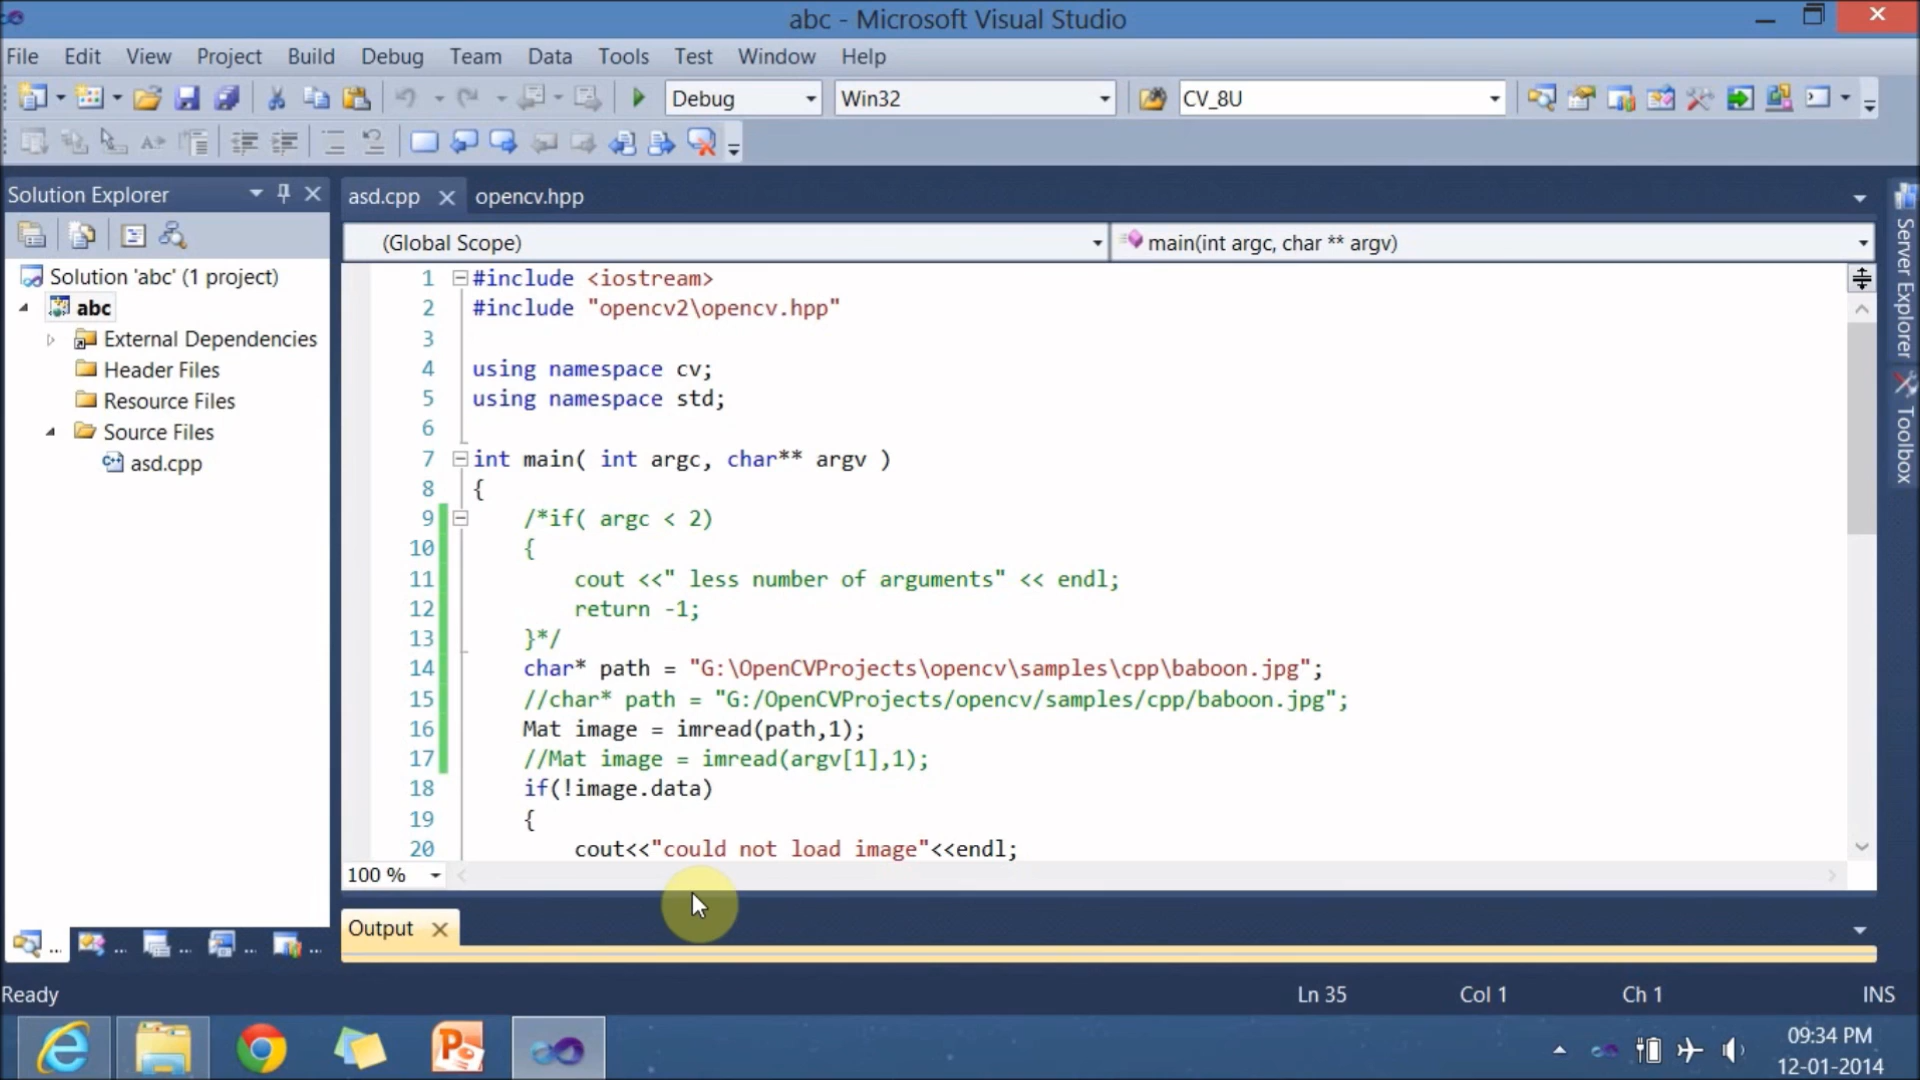 abc - Microsoft Visual Studio
File Edit View Project Build Debug Team Data Tools Test Window Help
Debug Win32 CV_8U
Solution Explorer
asd.cpp opencv.hpp
(Global Scope) main(int argc, char ** argv)
Solution 'abc' (1 project)
abc
External Dependencies
Header Files
Resource Files
Source Files
asd.cpp
1 #include <iostream>
2 #include "opencv2\opencv.hpp"
3
4 using namespace cv;
5 using namespace std;
6
7 int main( int argc, char** argv )
8 {
9 /*if( argc < 2)
10 {
11 cout <<" less number of arguments" << endl;
12 return -1;
13 }*/
14 char* path = "G:\OpenCVProjects\opencv\samples\cpp\baboon.jpg";
15 //char* path = "G:/OpenCVProjects/opencv/samples/cpp/baboon.jpg";
16 Mat image = imread(path,1);
17 //Mat image = imread(argv[1],1);
18 if(!image.data)
19 {
20 cout<<"could not load image"<<endl;
100 %
Server Explorer
Toolbox
... ... ... ... ...
Output
Ready Ln 35 Col 1 Ch 1 INS
09:34 PM
12-01-2014